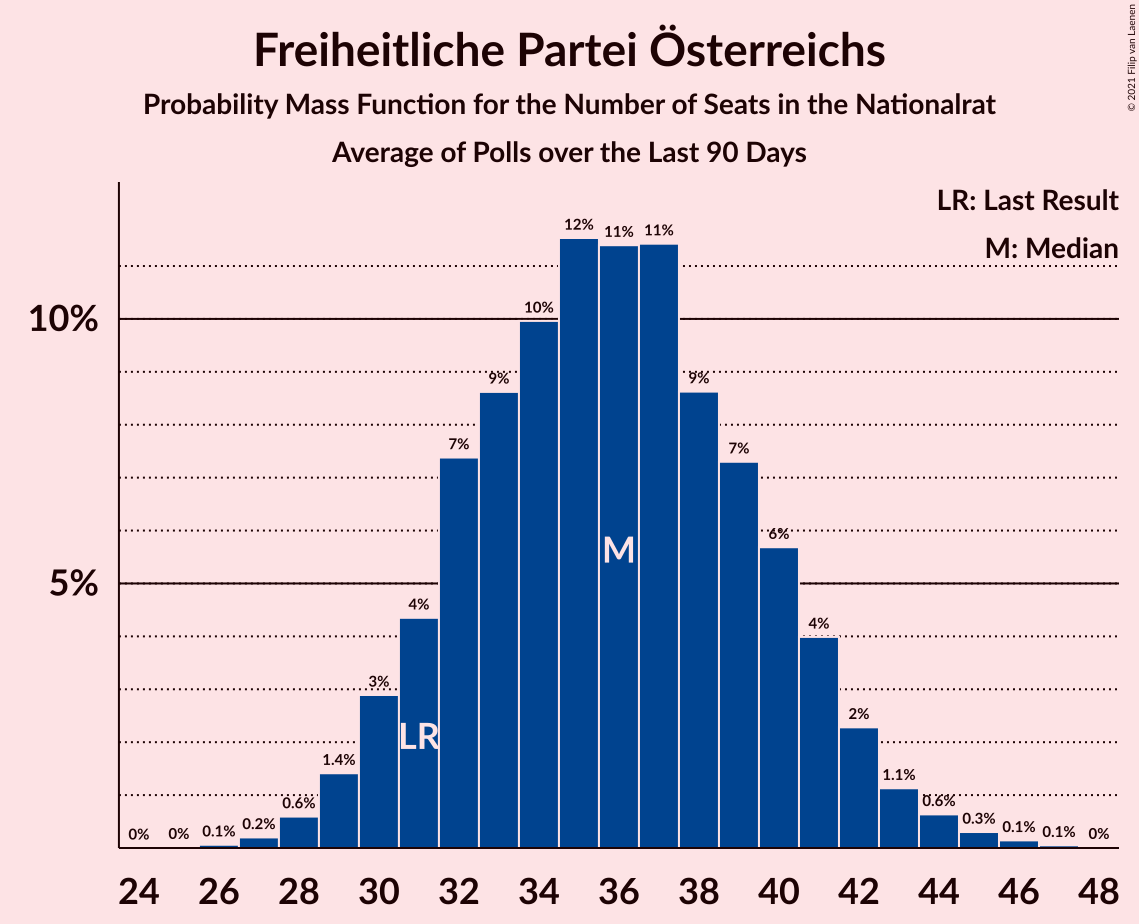 Freiheitliche Partei Österreichs
Probability Mass Function for the Number of Seats in the Nationalrat
Average of Polls over the Last 90 Days
© 2021 Filip van Laenen
LR: Last Result
M: Median
10%
5%
0% 0% 0.1% 0.2% 0.6% 1.4% 3% 4% 7% 9% 10% 12% 11% 11% 9% 7% 6% 4% 2% 1.1% 0.6% 0.3% 0.1% 0.1% 0%
LR
M
24 26 28 30 32 34 36 38 40 42 44 46 48